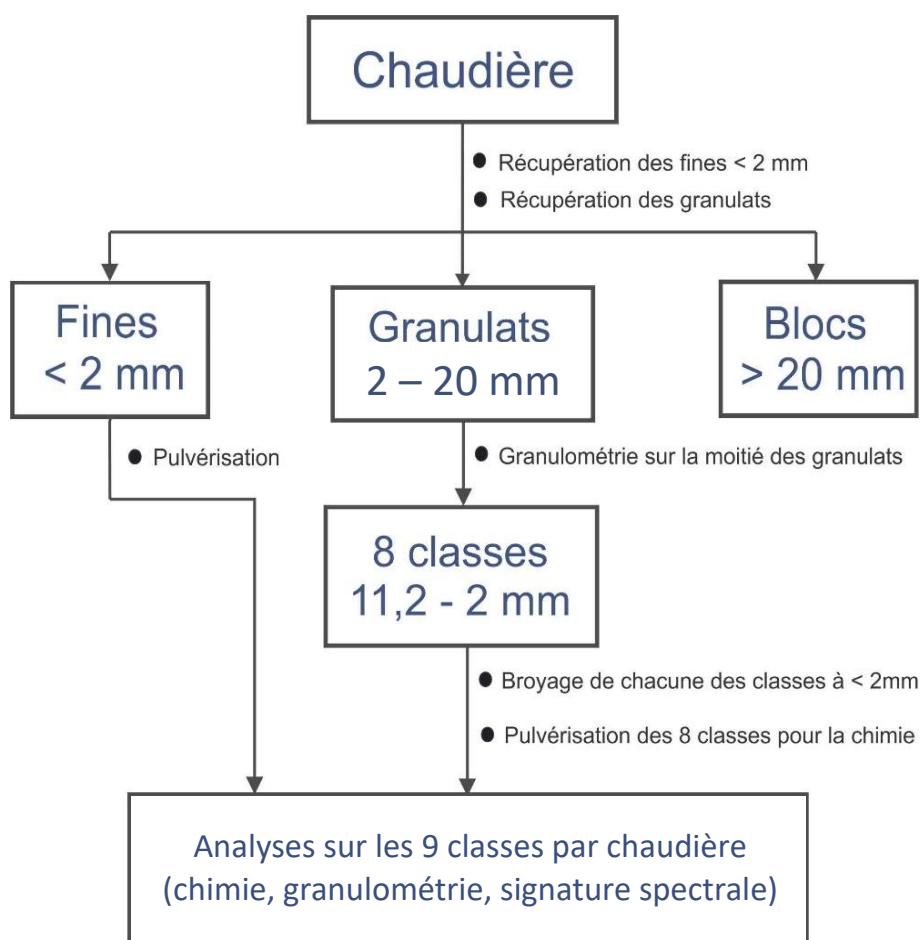 Chaudière
● Récupération des fines < 2 mm
● Récupération des granulats
Fines
< 2 mm
Granulats
2 – 20 mm
Blocs
> 20 mm
● Pulvérisation
● Granulométrie sur la moitié des granulats
8 classes
11,2 - 2 mm
● Broyage de chacune des classes à < 2mm
● Pulvérisation des 8 classes pour la chimie
Analyses sur les 9 classes par chaudière
(chimie, granulométrie, signature spectrale)